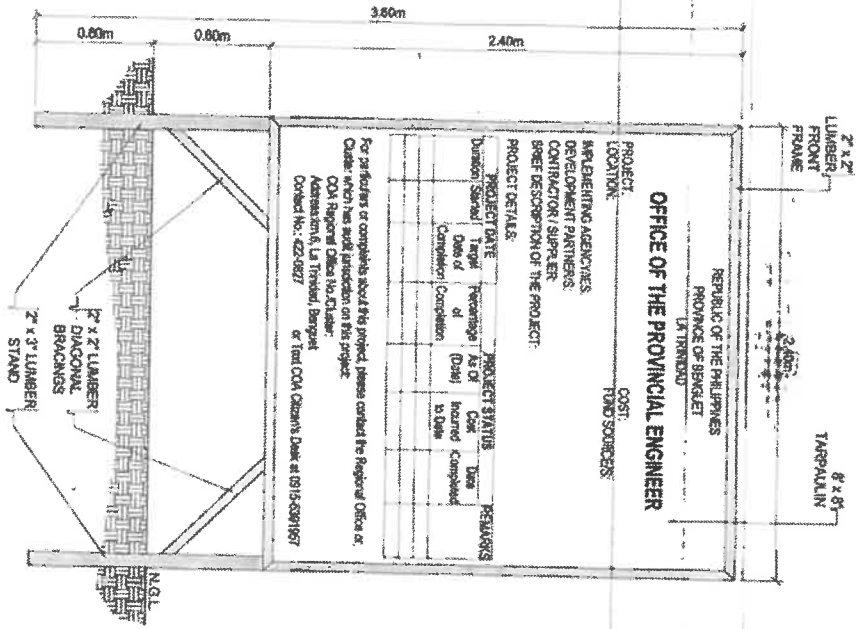 2" x 2"
LUMBER
FRONT
FRAME
2.40m
8' x 8'
TARPAULIN
3.60m
2.40m
0.60m
0.60m
REPUBLIC OF THE PHILIPPINES
PROVINCE OF BENGUET
LA TRINIDAD
OFFICE OF THE PROVINCIAL ENGINEER
PROJECT: COST:
LOCATION: FUND SOURCE/S:
IMPLEMENTING AGENCY/IES:
DEVELOPMENT PARTNER/S:
CONTRACTOR / SUPPLIER:
BRIEF DESCRIPTION OF THE PROJECT:
PROJECT DETAILS:
PROJECT DATE PROJECT STATUS REMARKS
Duration Started Target Date of Completion Percentage of Completion As Of (Date) Cost Incurred to Date Date Completed
For particulars or complaints about this project, please contact the Regional Office or
Cluster which has audit jurisdiction on this project:
COA Regional Office No./Cluster:
Address: Km.6, La Trinidad, Benguet
Contact No.: 422-0827 or Text COA Citizen's Desk at
N.G.L
2" x 2" LUMBER
DIAGONAL
BRACINGS
2" x 3" LUMBER
STAND